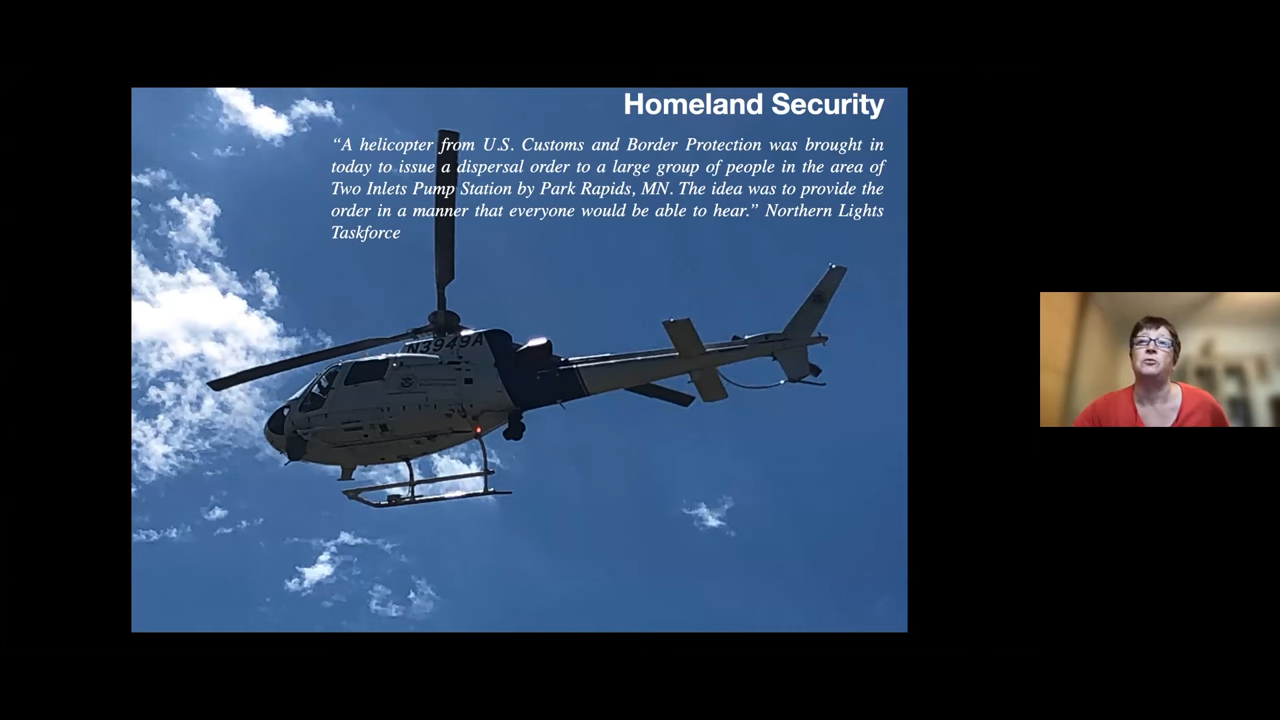 Homeland Security
“A helicopter from U.S. Customs and Border Protection was brought in
today to issue a dispersal order to a large group of people in the area of
Two Inlets Pump Station by Park Rapids, MN. The idea was to provide the
order in a manner that everyone would be able to hear.” Northern Lights
Taskforce
N3949A